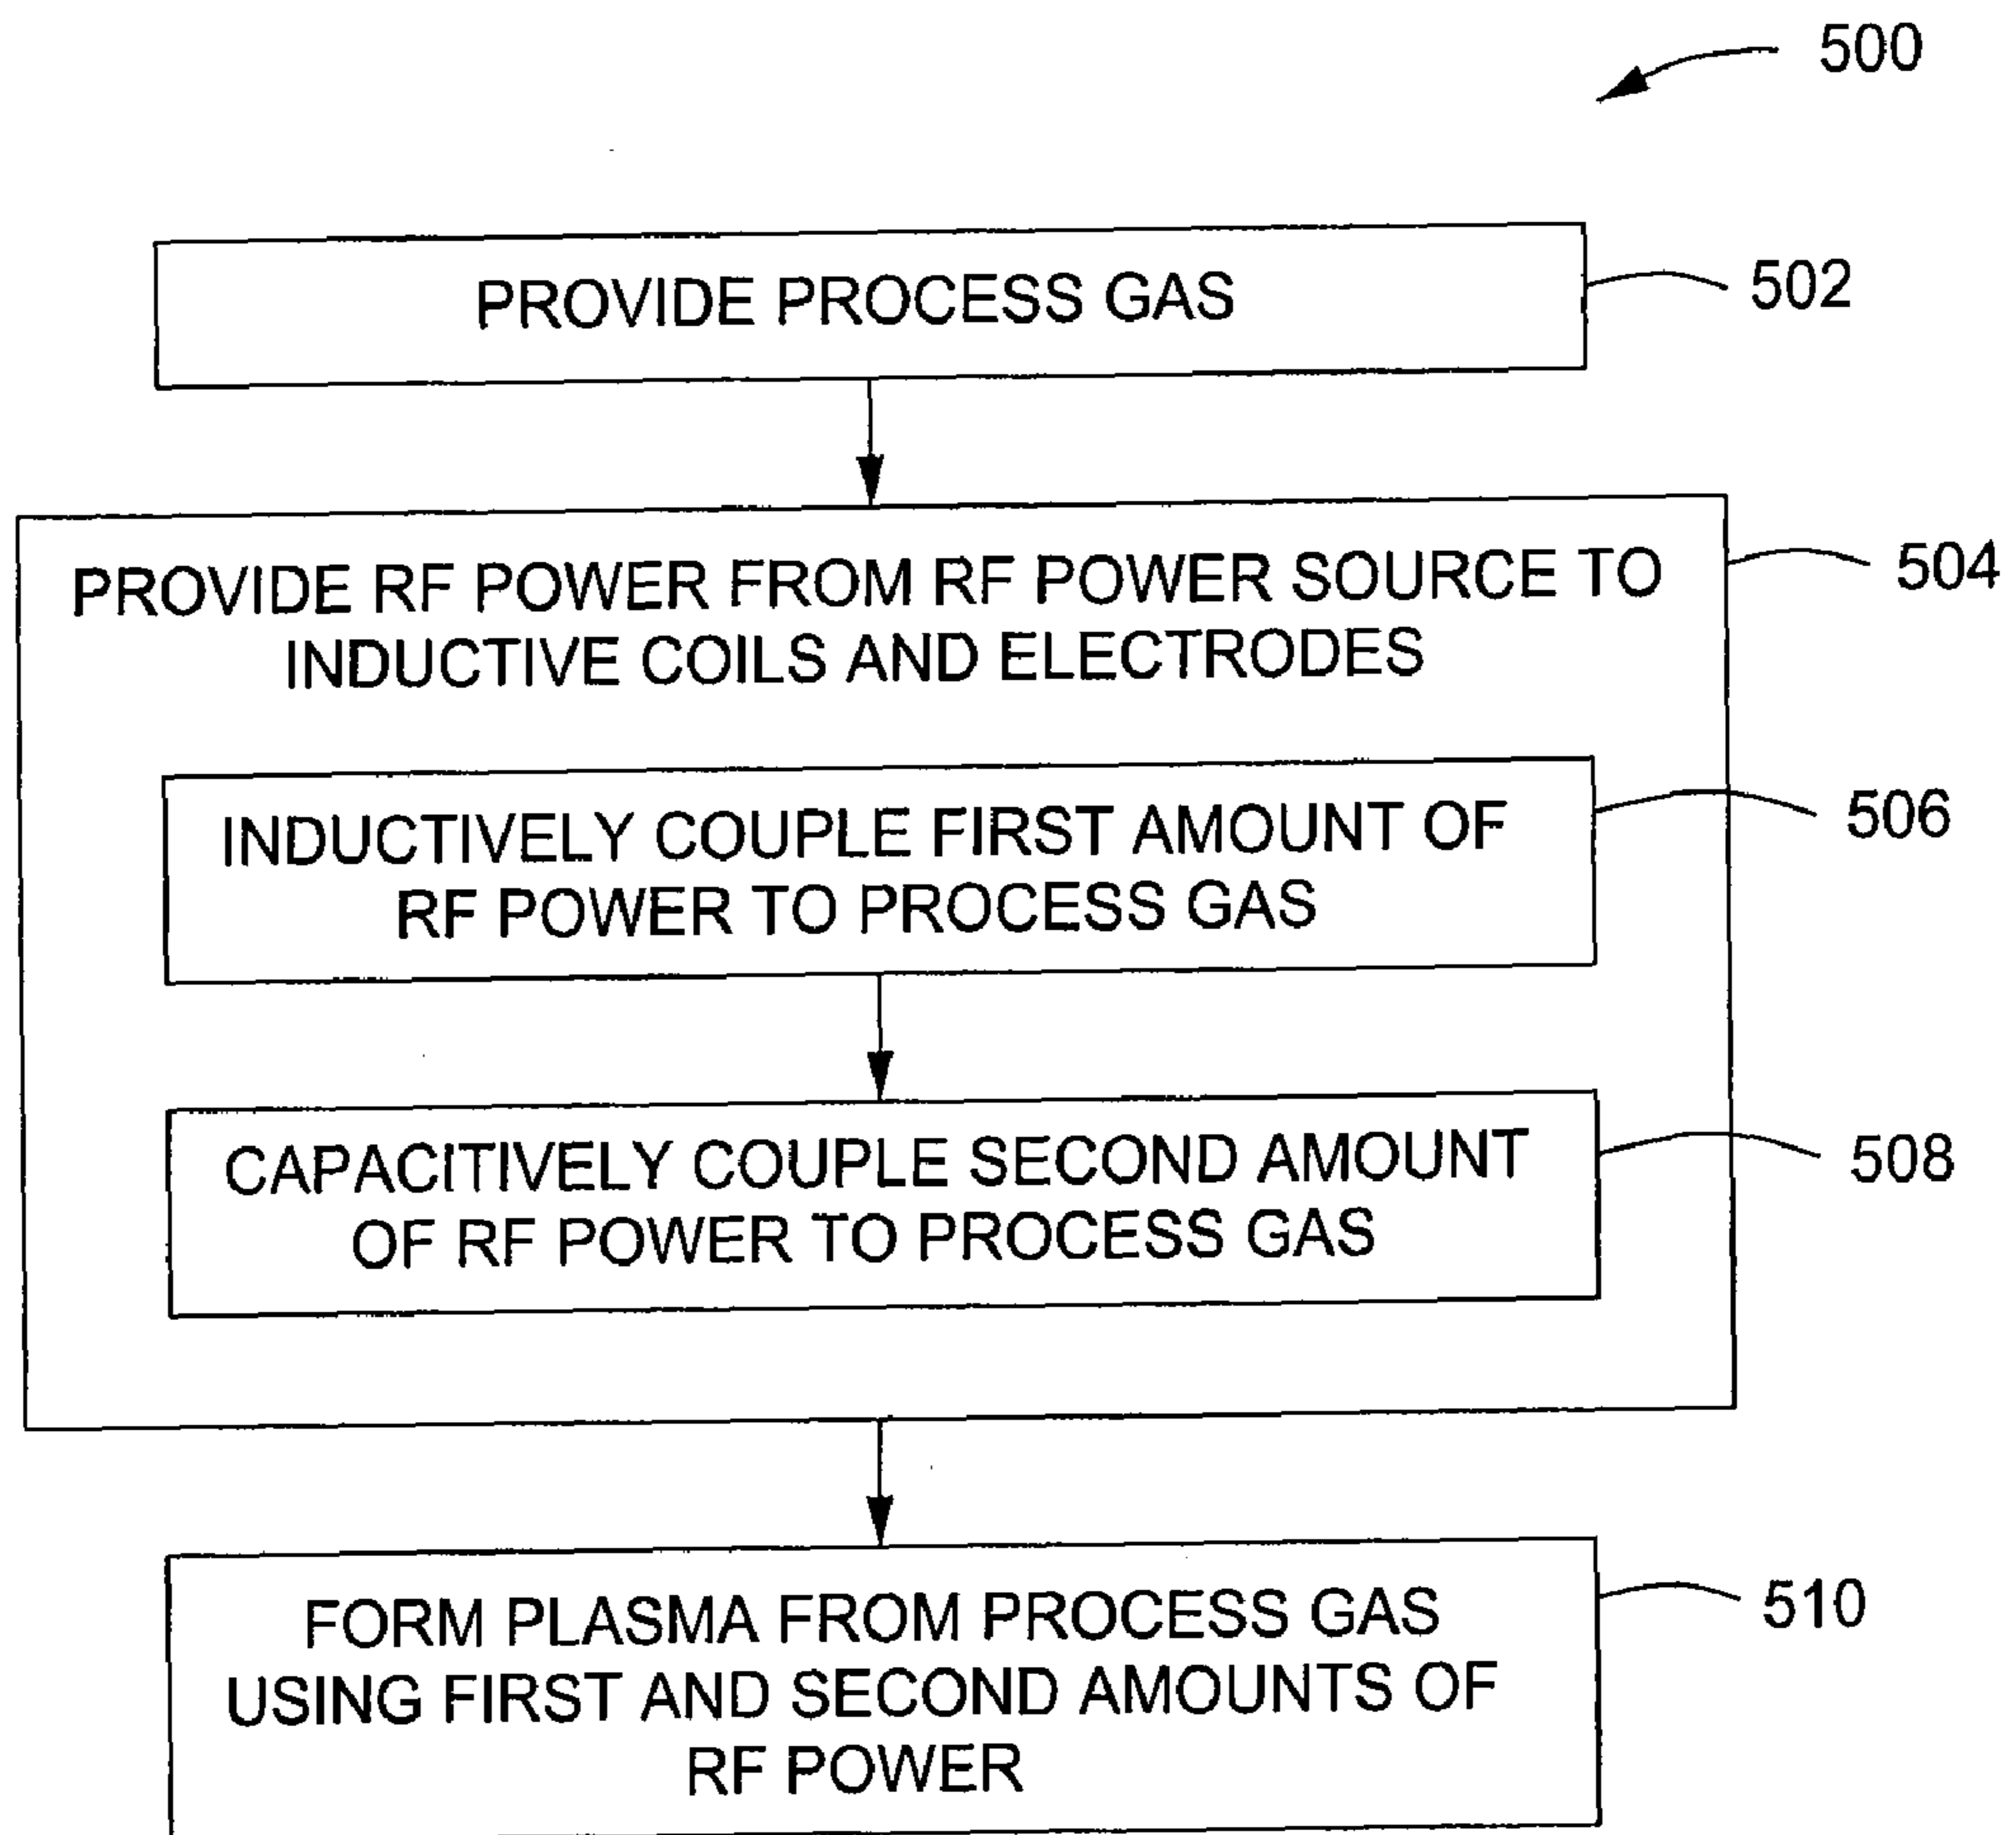 500
PROVIDE PROCESS GAS
502
PROVIDE RF POWER FROM RF POWER SOURCE TO
INDUCTIVE COILS AND ELECTRODES
504
INDUCTIVELY COUPLE FIRST AMOUNT OF
RF POWER TO PROCESS GAS
506
CAPACITIVELY COUPLE SECOND AMOUNT
OF RF POWER TO PROCESS GAS
508
FORM PLASMA FROM PROCESS GAS
USING FIRST AND SECOND AMOUNTS OF
RF POWER
510